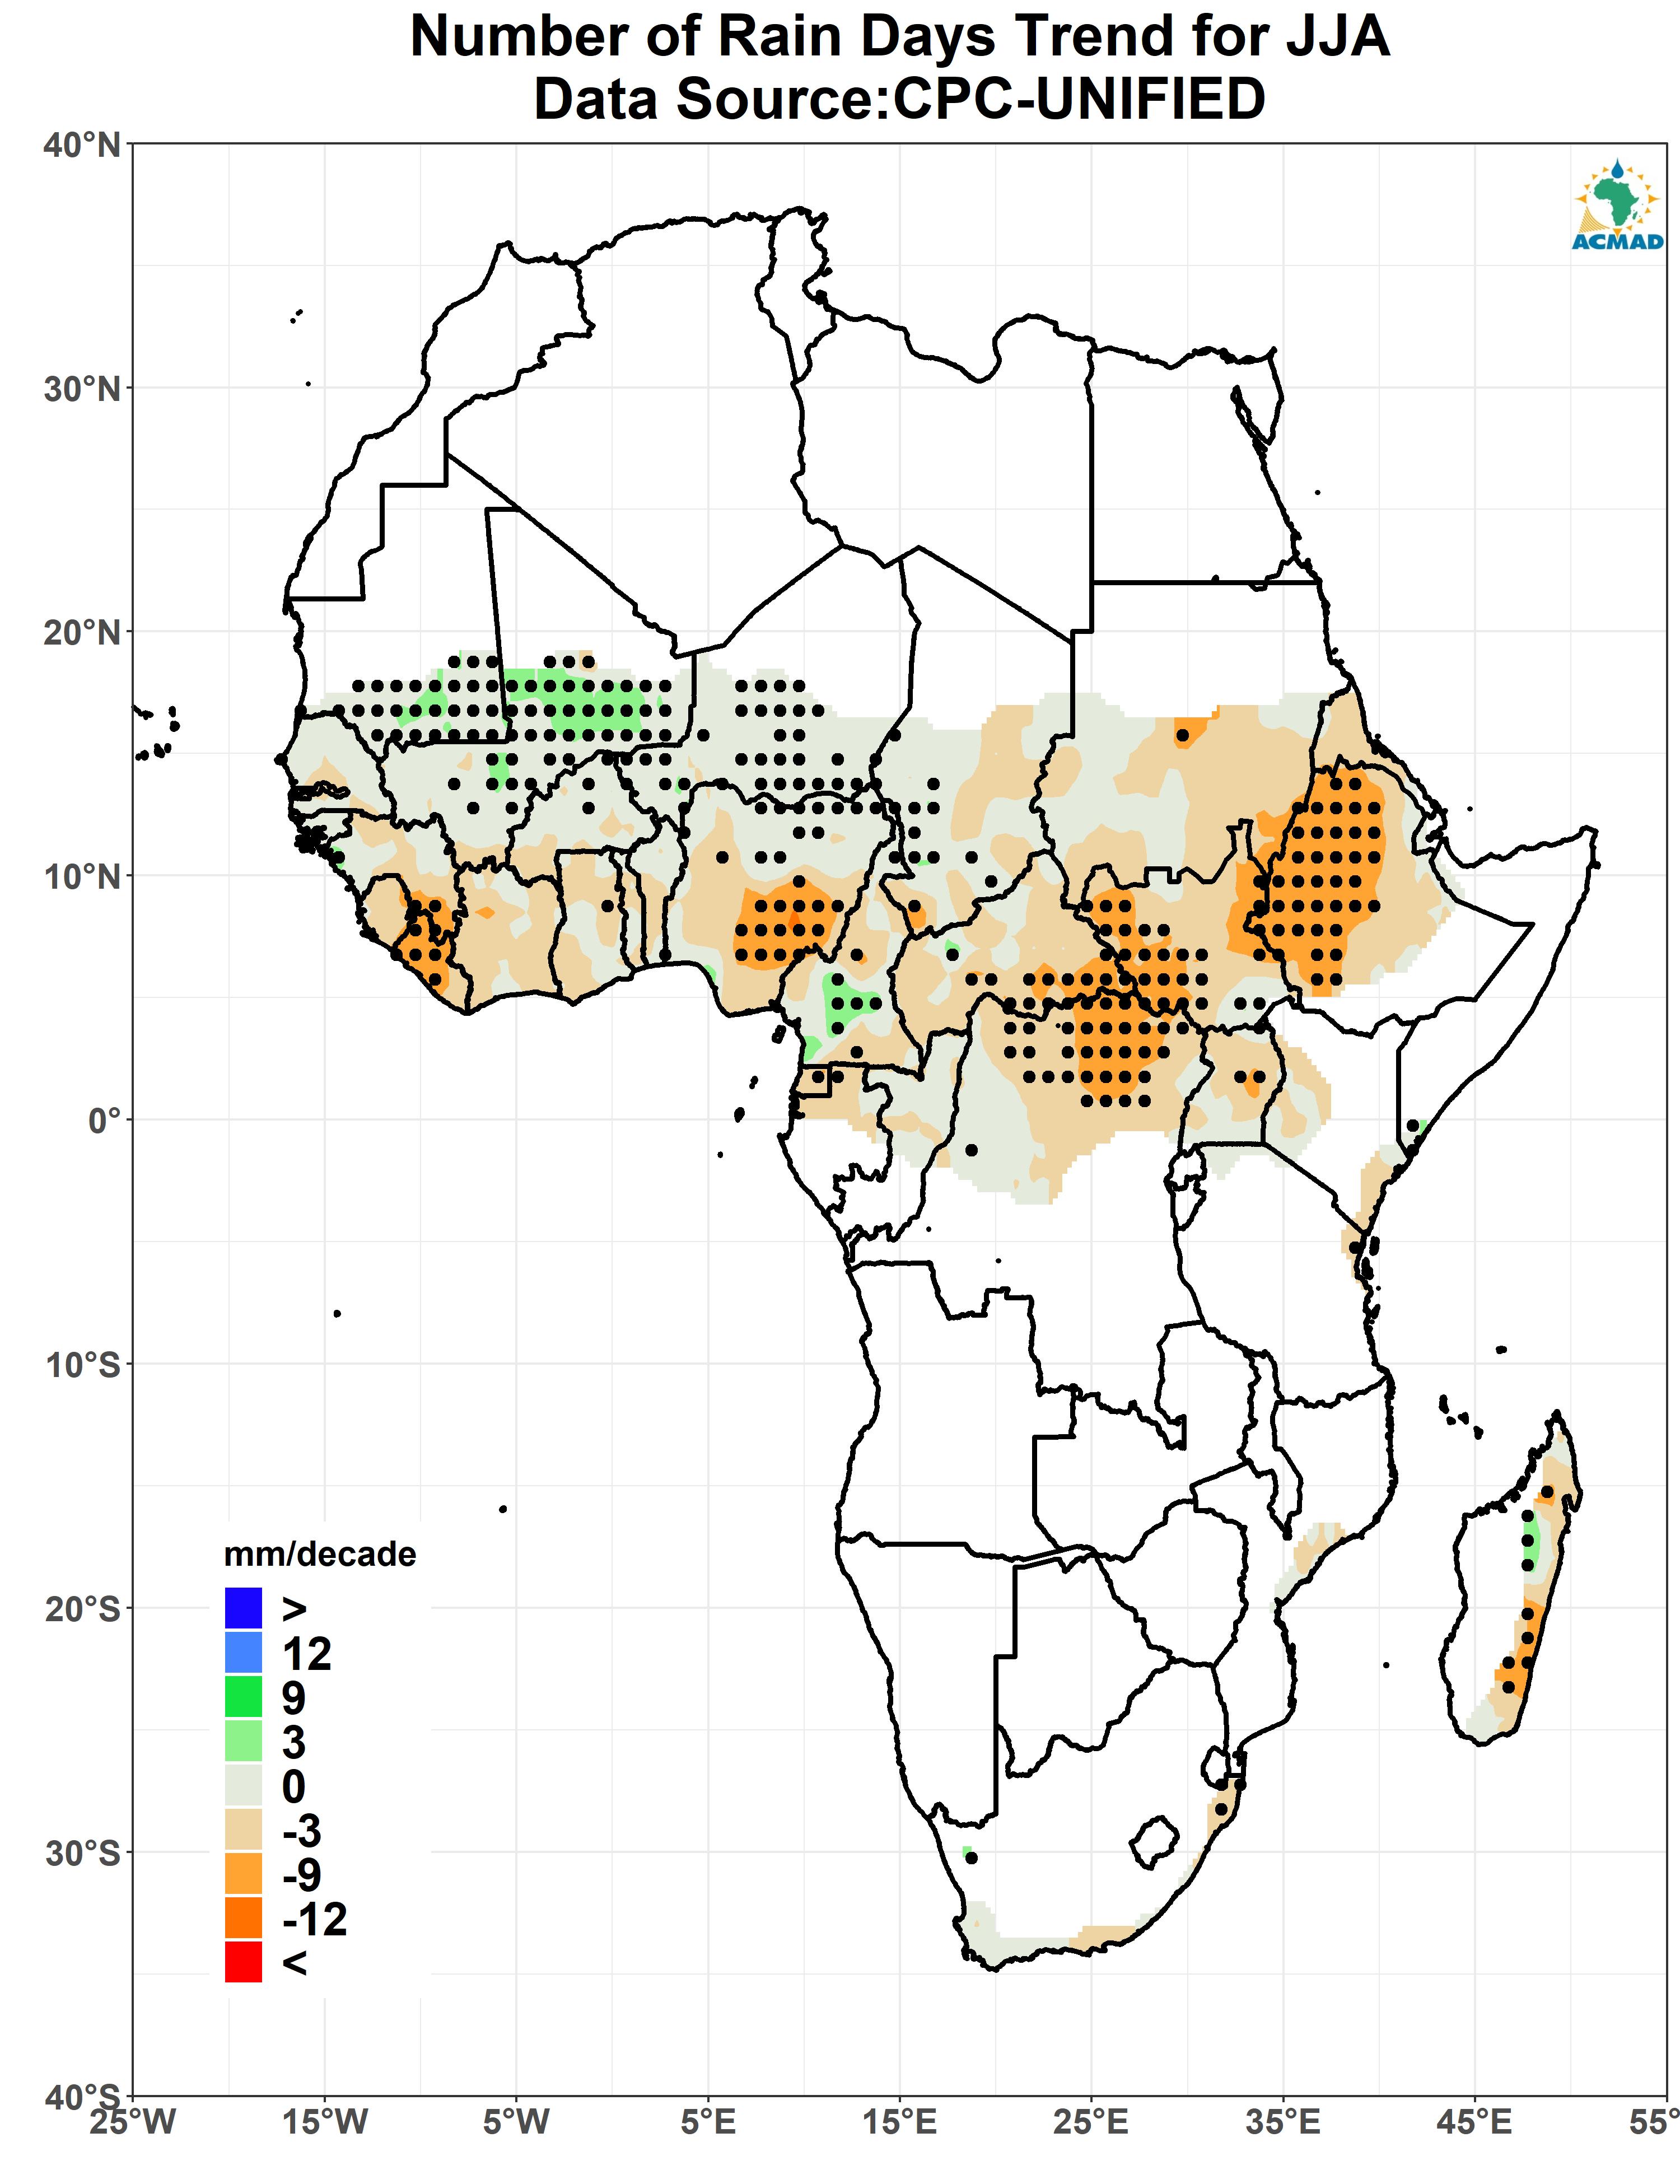 Number of Rain Days Trend for JJA
Data Source:CPC-UNIFIED
40°N
ACMAD
30°N
20°N
10°N
0°
10°S
mm/decade
>
20°S
12
9
3
0
-3
30°S
-9
-12
<
40°S
25°W 15°W 5°W 5°E 15°E 25°E 35°E 45°E 55°